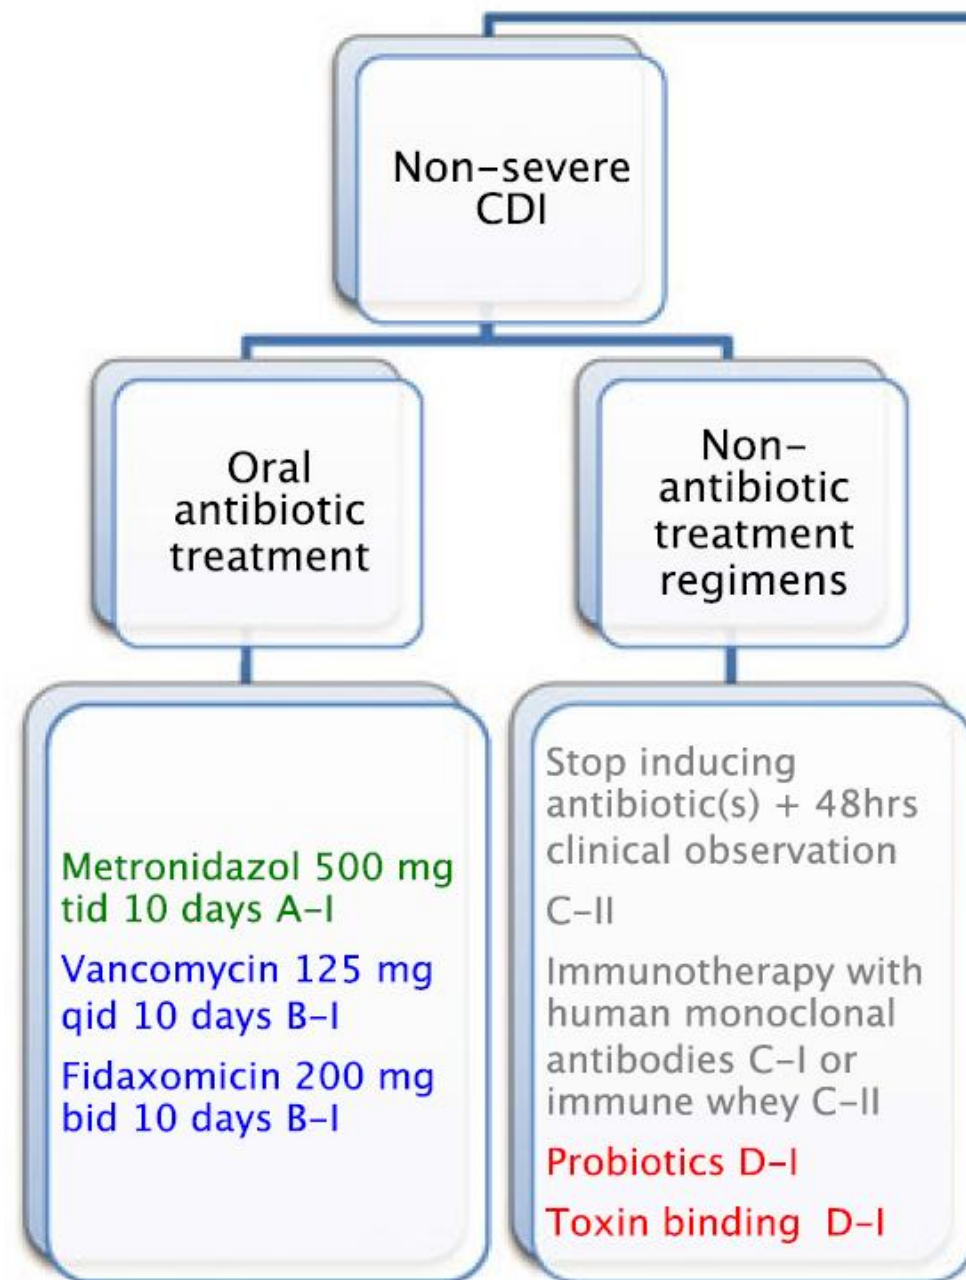 Non-severe
CDI
Oral
antibiotic
treatment
Non-
antibiotic
treatment
regimens
Metronidazol 500 mg
tid 10 days A-I
Vancomycin 125 mg
qid 10 days B-I
Fidaxomicin 200 mg
bid 10 days B-I
Stop inducing
antibiotic(s) + 48hrs
clinical observation
C-II
Immunotherapy with
human monoclonal
antibodies C-I or
immune whey C-II
Probiotics D-I
Toxin binding D-I